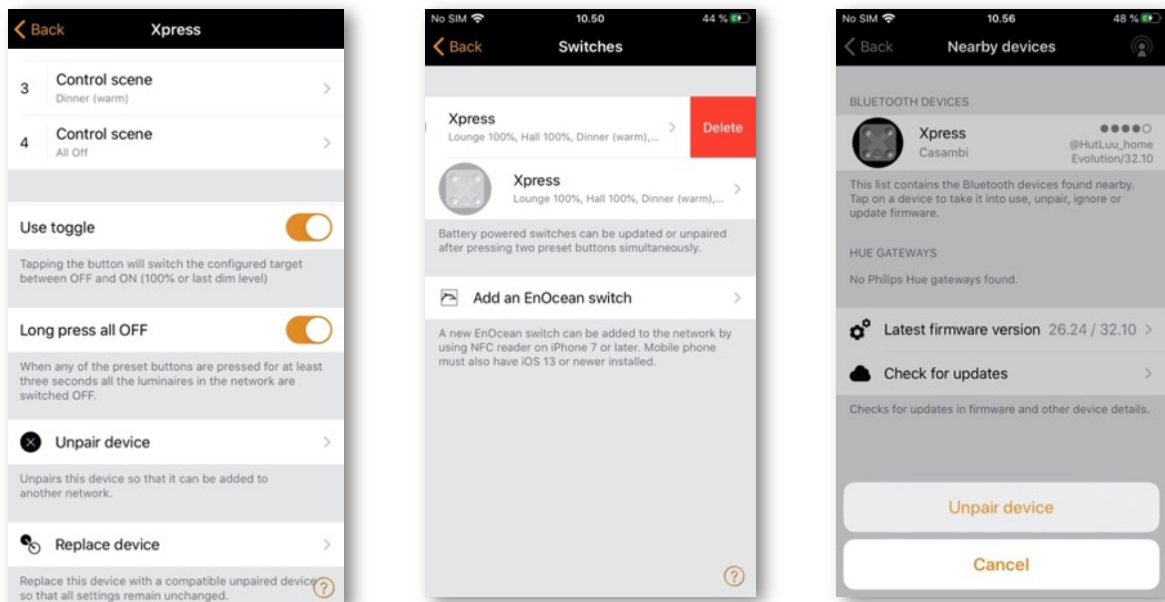 Back
Xpress
3
Control scene
Dinner (warm)
4
Control scene
All Off
Use toggle
Tapping the button will switch the configured target
between OFF and ON (100% or last dim level)
Long press all OFF
When any of the preset buttons are pressed for at least
three seconds all the luminaires in the network are
switched OFF.
Unpair device
Unpairs this device so that it can be added to
another network.
Replace device
Replace this device with a compatible unpaired device
so that all settings remain unchanged.
?
No SIM 10.50 44 %
Back
Switches
Xpress
Lounge 100%, Hall 100%, Dinner (warm),...
Delete
Xpress
Lounge 100%, Hall 100%, Dinner (warm),...
Battery powered switches can be updated or unpaired
after pressing two preset buttons simultaneously.
Add an EnOcean switch
A new EnOcean switch can be added to the network by
using NFC reader on iPhone 7 or later. Mobile phone
must also have iOS 13 or newer installed.
?
No SIM 10.56 48 %
Back
Nearby devices
BLUETOOTH DEVICES
Xpress
Casambi
@HutLuu_home
Evolution/32.10
This list contains the Bluetooth devices found nearby.
Tap on a device to take it into use, unpair, ignore or
update firmware.
HUE GATEWAYS
No Philips Hue gateways found.
Latest firmware version 26.24 / 32.10
Check for updates
Checks for updates in firmware and other device details.
Unpair device
Cancel